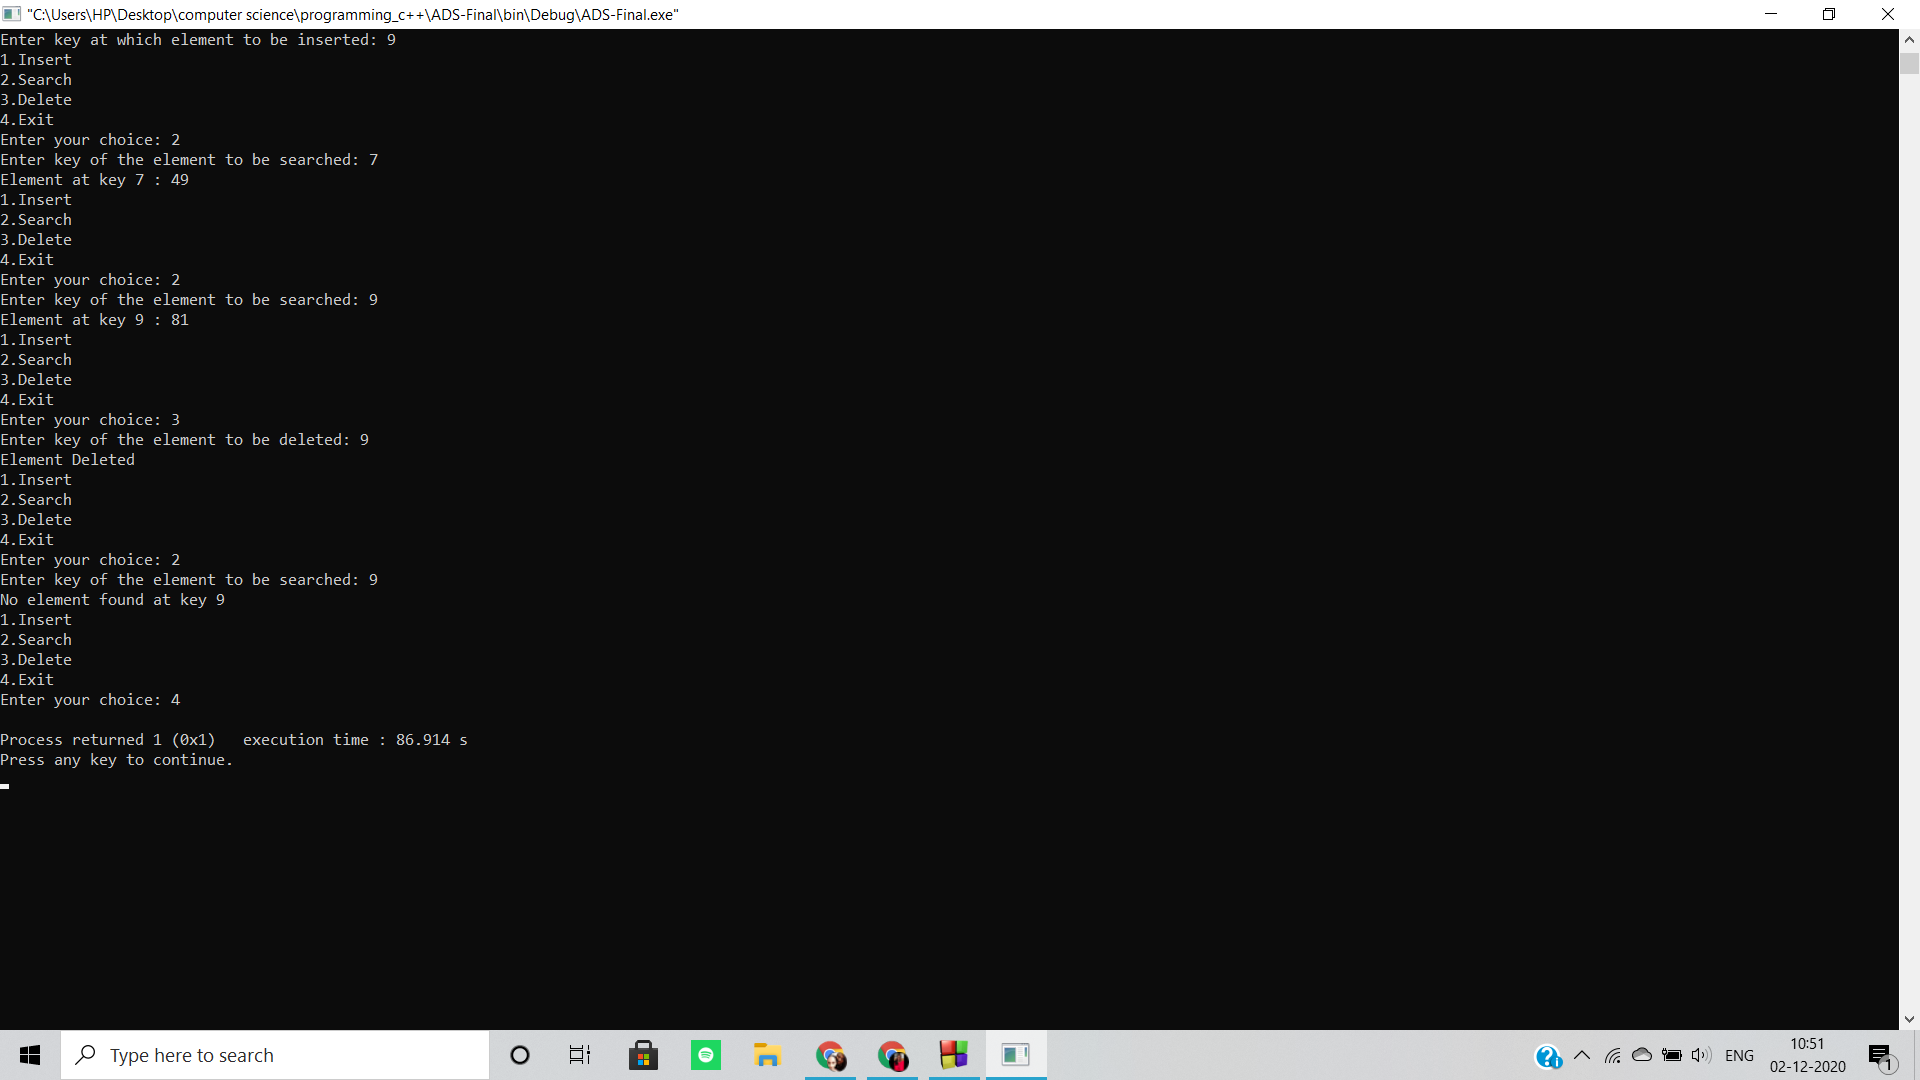 "C:\Users\HP\Desktop\computer science\programming_c++\ADS-Final\bin\Debug\ADS-Final.exe"
Enter key at which element to be inserted: 9
1.Insert
2.Search
3.Delete
4.Exit
Enter your choice: 2
Enter key of the element to be searched: 7
Element at key 7 : 49
1.Insert
2.Search
3.Delete
4.Exit
Enter your choice: 2
Enter key of the element to be searched: 9
Element at key 9 : 81
1.Insert
2.Search
3.Delete
4.Exit
Enter your choice: 3
Enter key of the element to be deleted: 9
Element Deleted
1.Insert
2.Search
3.Delete
4.Exit
Enter your choice: 2
Enter key of the element to be searched: 9
No element found at key 9
1.Insert
2.Search
3.Delete
4.Exit
Enter your choice: 4
Process returned 1 (0x1)   execution time : 86.914 s
Press any key to continue.
Type here to search
ENG
10:51
02-12-2020
1